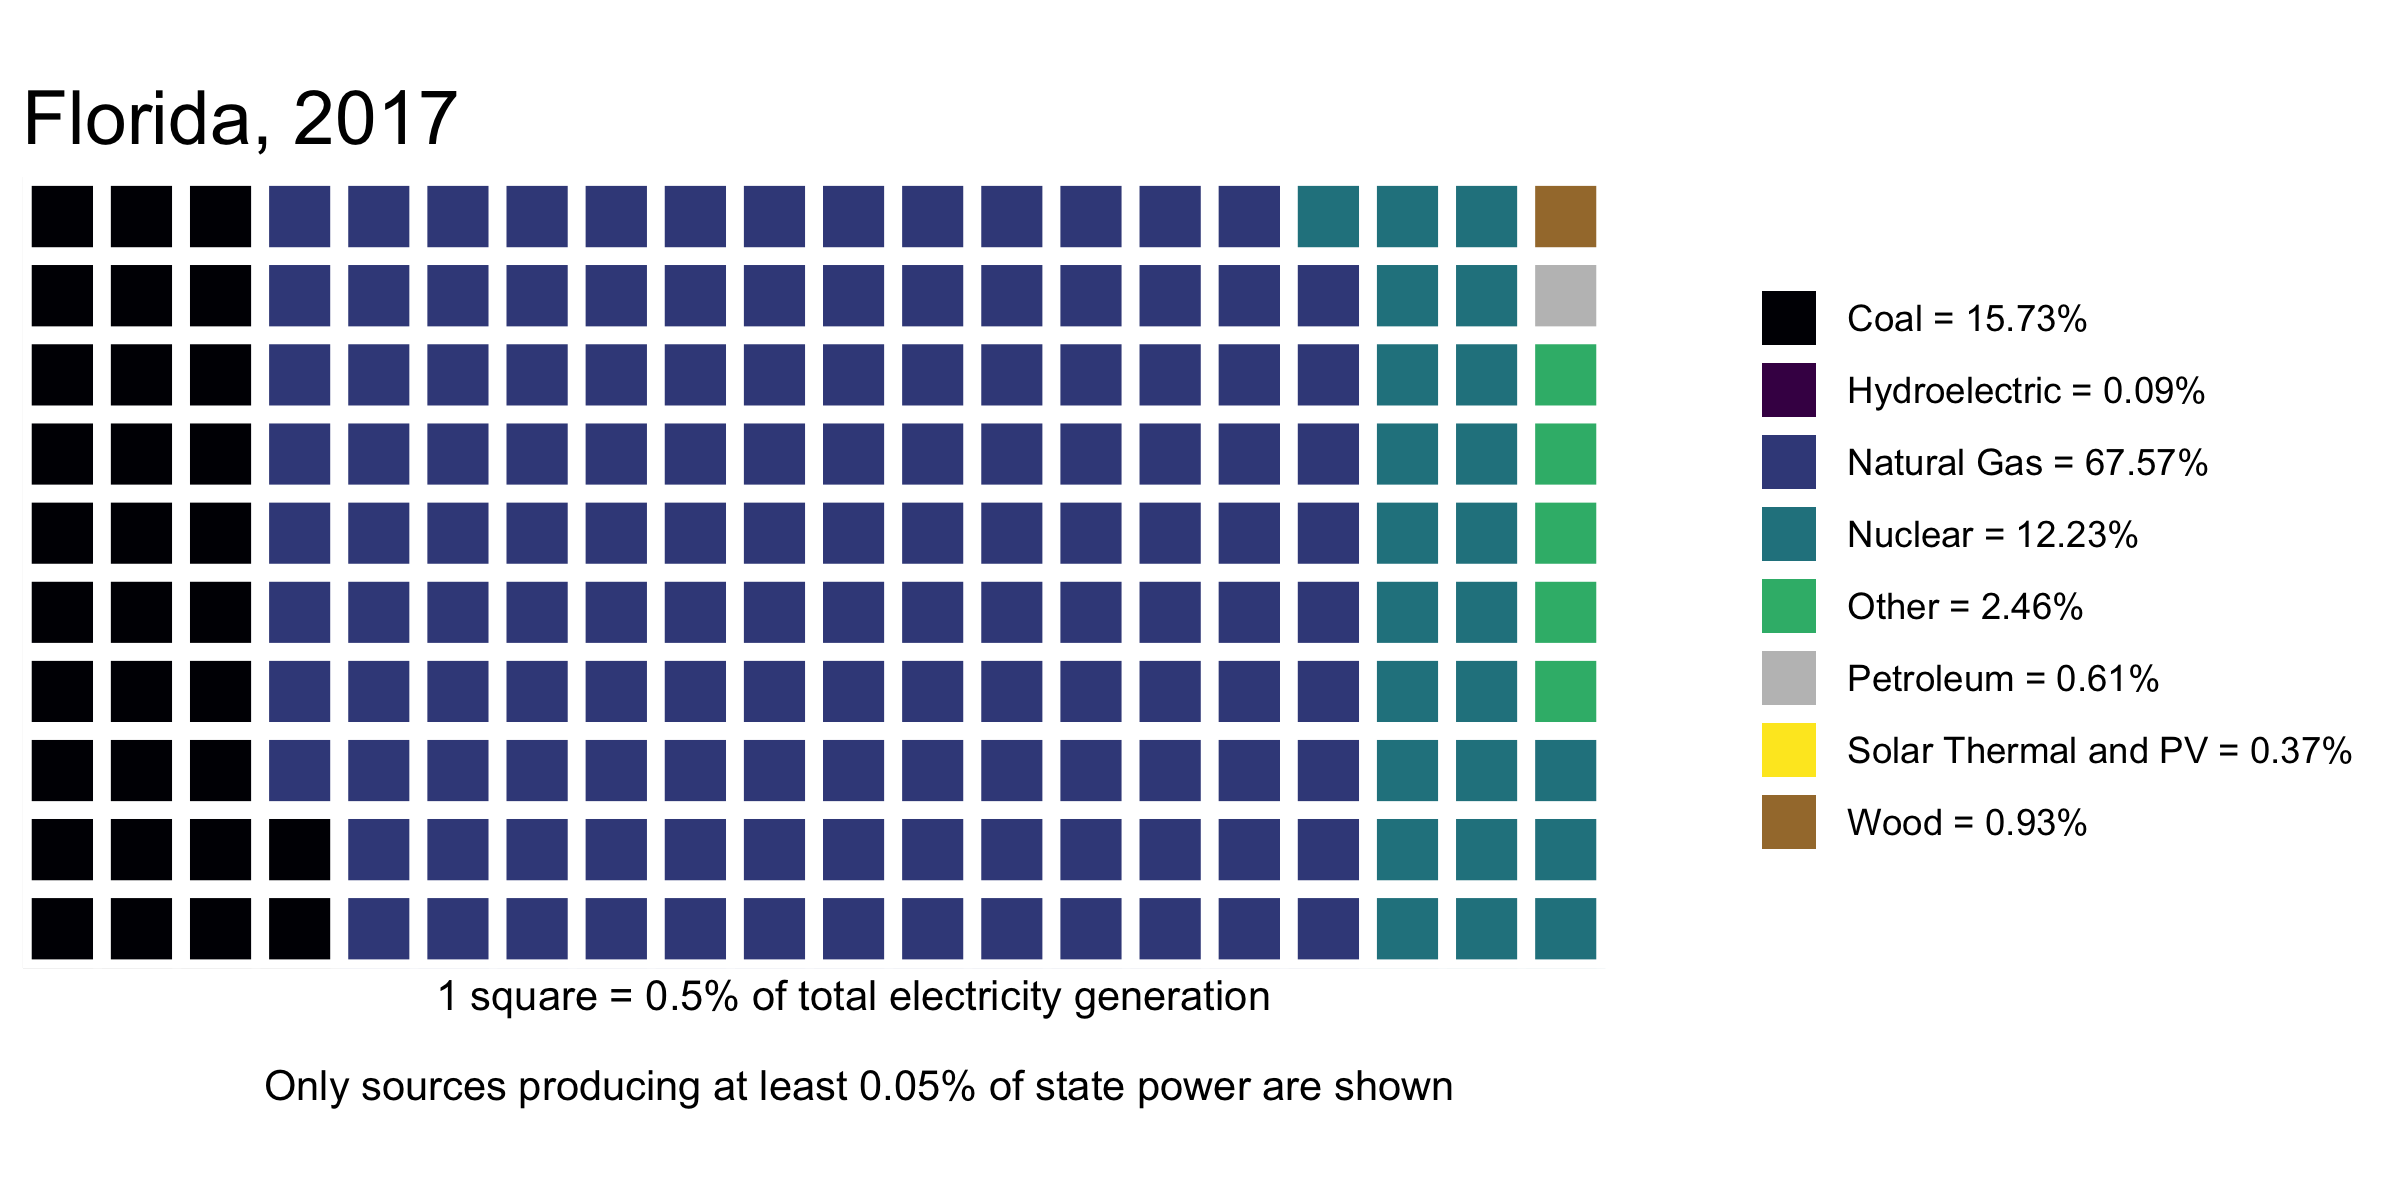 Florida, 2017
Coal = 15.73%
Hydroelectric = 0.09%
Natural Gas = 67.57%
Nuclear = 12.23%
Other = 2.46%
Petroleum = 0.61%
Solar Thermal and PV = 0.37%
Wood = 0.93%
1 square = 0.5% of total electricity generation
Only sources producing at least 0.05% of state power are shown